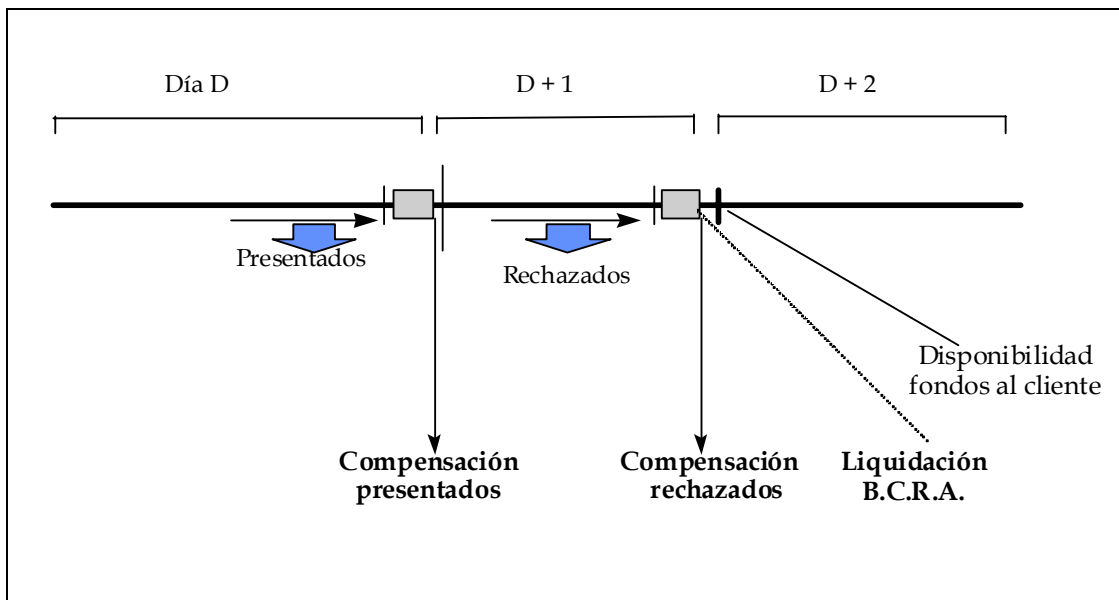 Día D
D + 1
D + 2
Presentados
Rechazados
Disponibilidad
fondos al cliente
Compensación
presentados
Compensación
rechazados
Liquidación
B.C.R.A.